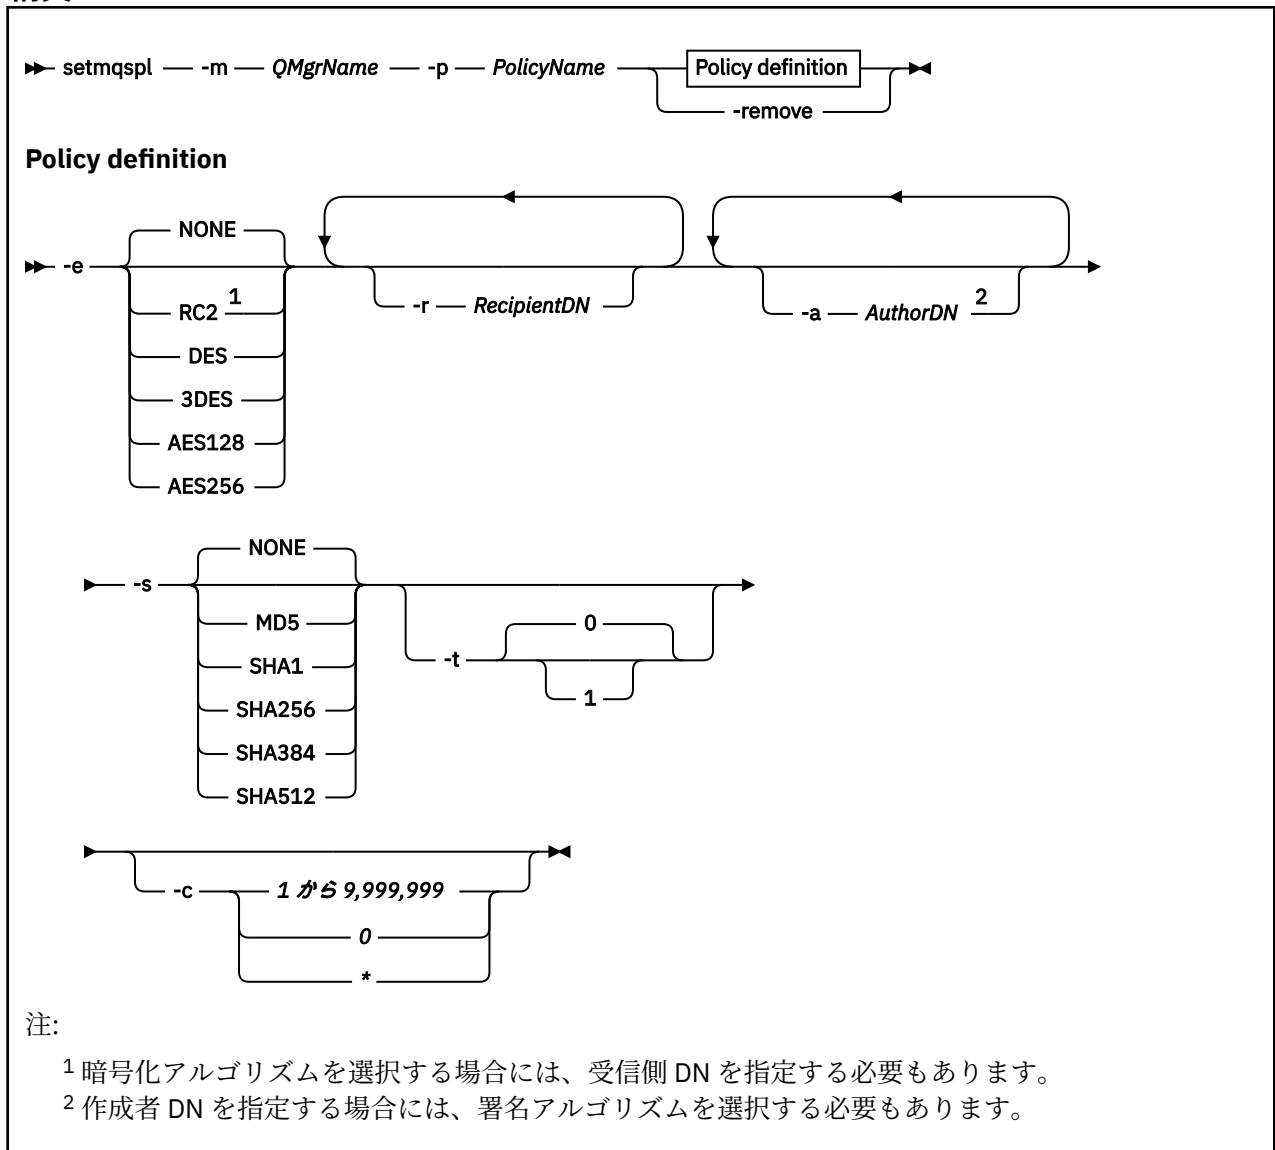 setmqspl -m QMgrName -p PolicyName Policy definition
-remove
Policy definition
NONE
-e
RC2 1
-r RecipientDN
-a AuthorDN 2
DES
3DES
AES128
AES256
NONE
-s
MD5
0
SHA1
-t
SHA256
1
SHA384
SHA512
-c 1 から 9,999,999
0
*
注:
1 暗号化アルゴリズムを選択する場合には、受信側 DN を指定する必要もあります。
2 作成者 DN を指定する場合には、署名アルゴリズムを選択する必要もあります。